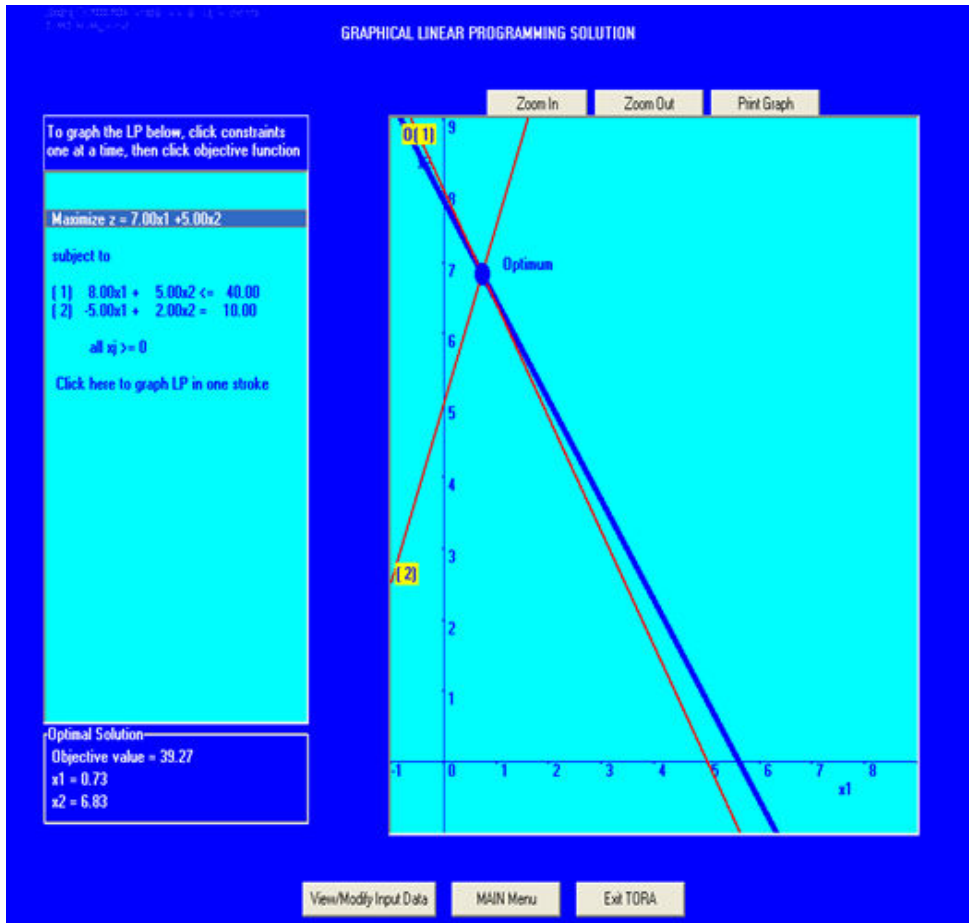 GRAPHICAL LINEAR PROGRAMMING SOLUTION
Zoom In Zoom Out Print Graph
To graph the LP below, click constraints
one at a time, then click objective function
Maximize z = 7.00x1 +5.00x2
subject to
( 1) 8.00x1 + 5.00x2 <= 40.00
( 2) -5.00x1 + 2.00x2 = 10.00
all xj >= 0
Click here to graph LP in one stroke
Optimal Solution
Objective value = 39.27
x1 = 0.73
x2 = 6.83
O( 1) 9
8
7 Optimum
6
5
4
3
( 2)
2
1
-1 0 1 2 3 4 5 6 7 8
x1
View/Modify Input Data MAIN Menu Exit TORA